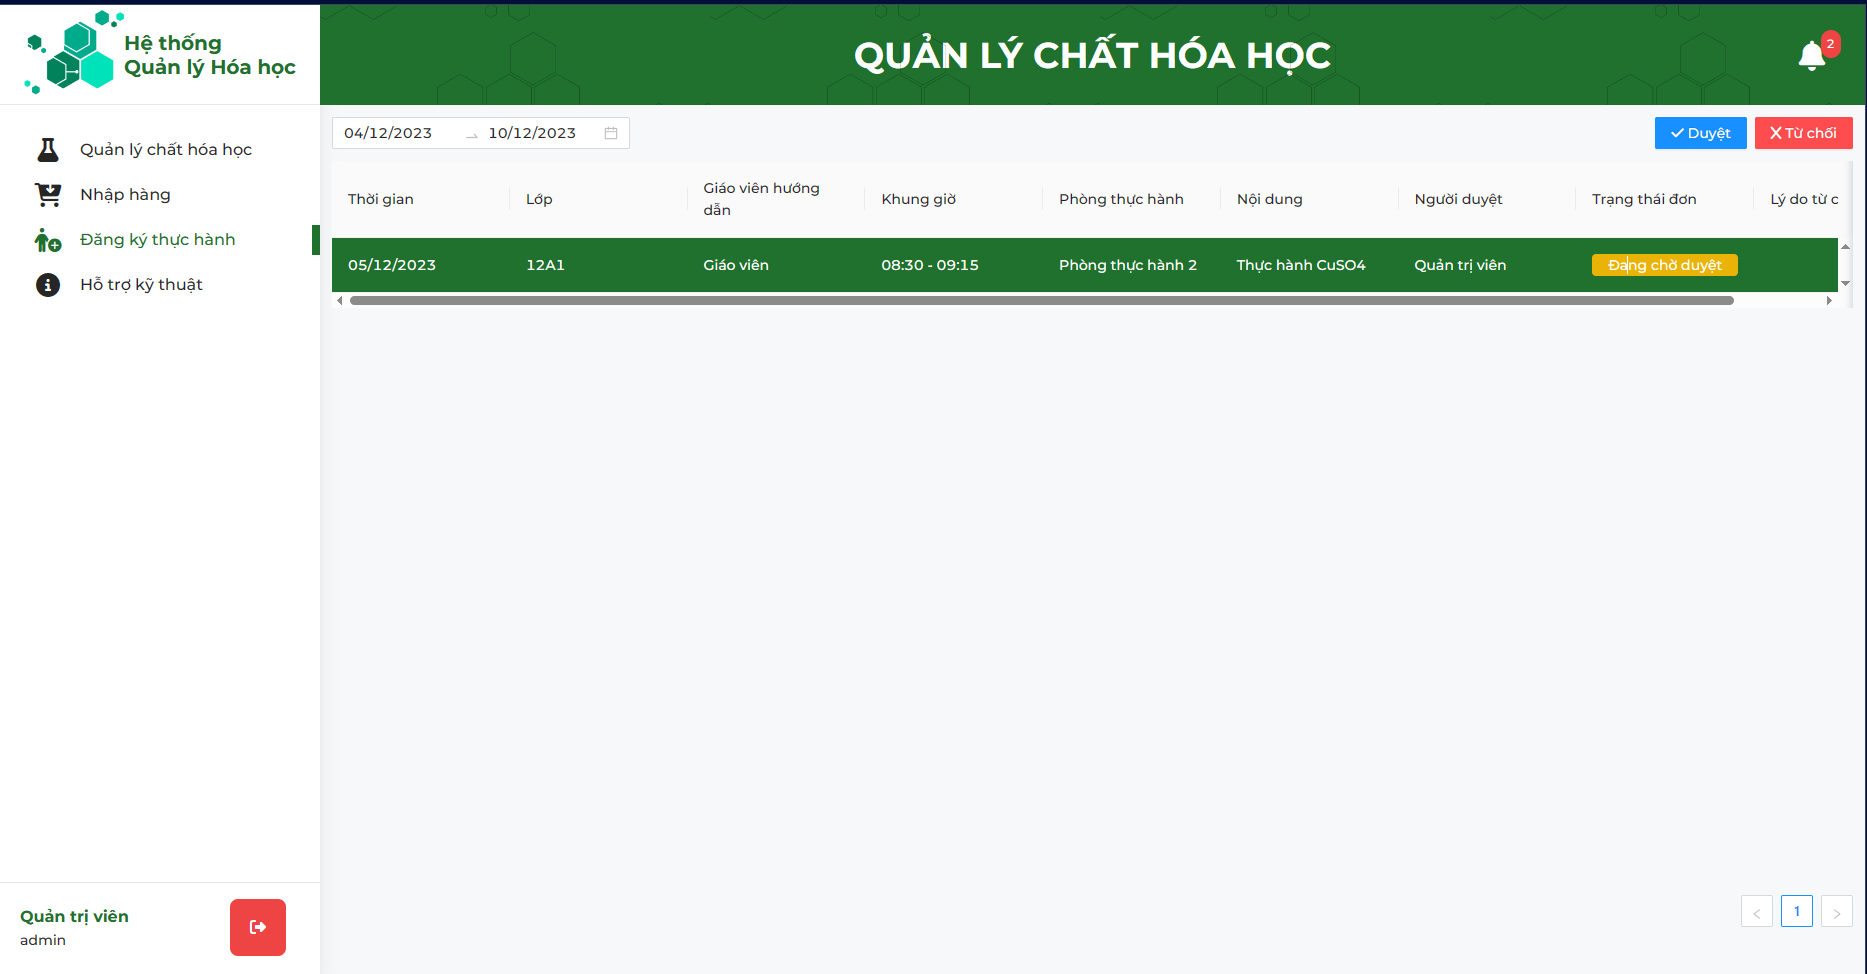 Hệ thống
Quản lý Hóa học
QUẢN LÝ CHẤT HÓA HỌC
2
Quản lý chất hóa học
Nhập hàng
Đăng ký thực hành
Hỗ trợ kỹ thuật
04/12/2023 10/12/2023
Duyệt Từ chối
Thời gian Lớp Giáo viên hướng dẫn Khung giờ Phòng thực hành Nội dung Người duyệt Trạng thái đơn Lý do từ c
05/12/2023 12A1 Giáo viên 08:30 - 09:15 Phòng thực hành 2 Thực hành CuSO4 Quản trị viên Đang chờ duyệt
1
Quản trị viên
admin